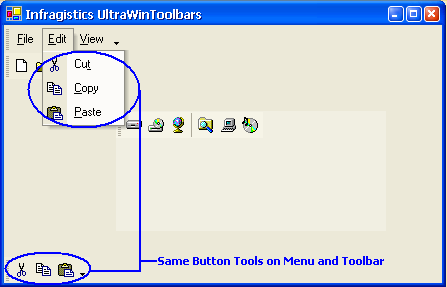 Infragistics UltraWinToolbars
File Edit View
Cut
Copy
Paste
Same Button Tools on Menu and Toolbar